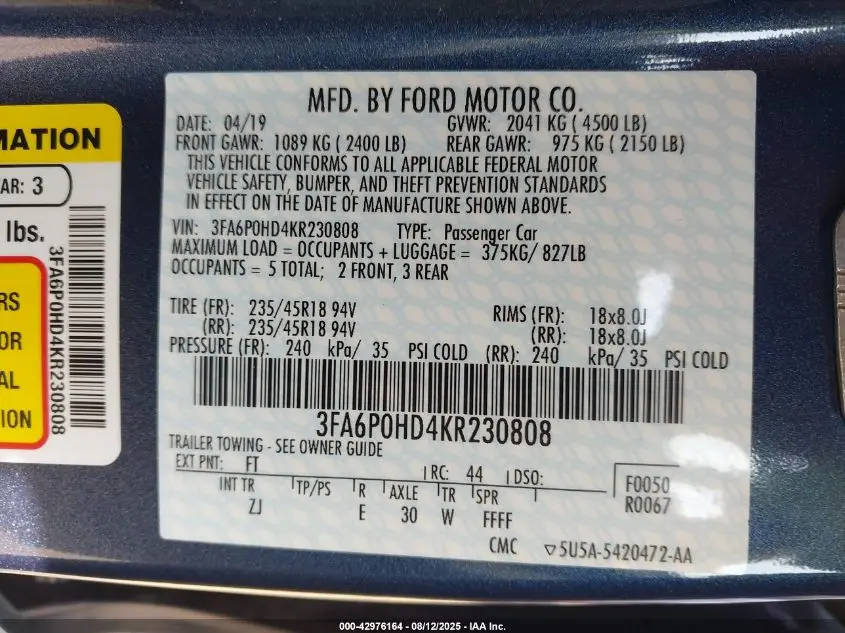 MATION
AR: 3
lbs.
RS
OR
AL
ION
3FA6P0HD4KR230808
MFD. BY FORD MOTOR CO.
DATE: 04/19 GVWR: 2041 KG ( 4500 LB)
FRONT GAWR: 1089 KG ( 2400 LB) REAR GAWR: 975 KG ( 2150 LB)
THIS VEHICLE CONFORMS TO ALL APPLICABLE FEDERAL MOTOR
VEHICLE SAFETY, BUMPER, AND THEFT PREVENTION STANDARDS
IN EFFECT ON THE DATE OF MANUFACTURE SHOWN ABOVE.
VIN: 3FA6P0HD4KR230808 TYPE: Passenger Car
MAXIMUM LOAD = OCCUPANTS + LUGGAGE = 375KG/ 827LB
OCCUPANTS = 5 TOTAL; 2 FRONT, 3 REAR
TIRE (FR): 235/45R18 94V RIMS (FR): 18x8.0J
(RR): 235/45R18 94V (RR): 18x8.0J
PRESSURE (FR): 240 kPa/ 35 PSI COLD (RR): 240 kPa/ 35 PSI COLD
3FA6P0HD4KR230808
TRAILER TOWING - SEE OWNER GUIDE
EXT PNT: FT RC: 44 DSO: F0050
INT TR TP/PS R AXLE TR SPR R0067
ZJ E 30 W FFFF
CMC ▽5U5A-5420472-AA
000-42976164 - 08/12/2025 - IAA Inc.